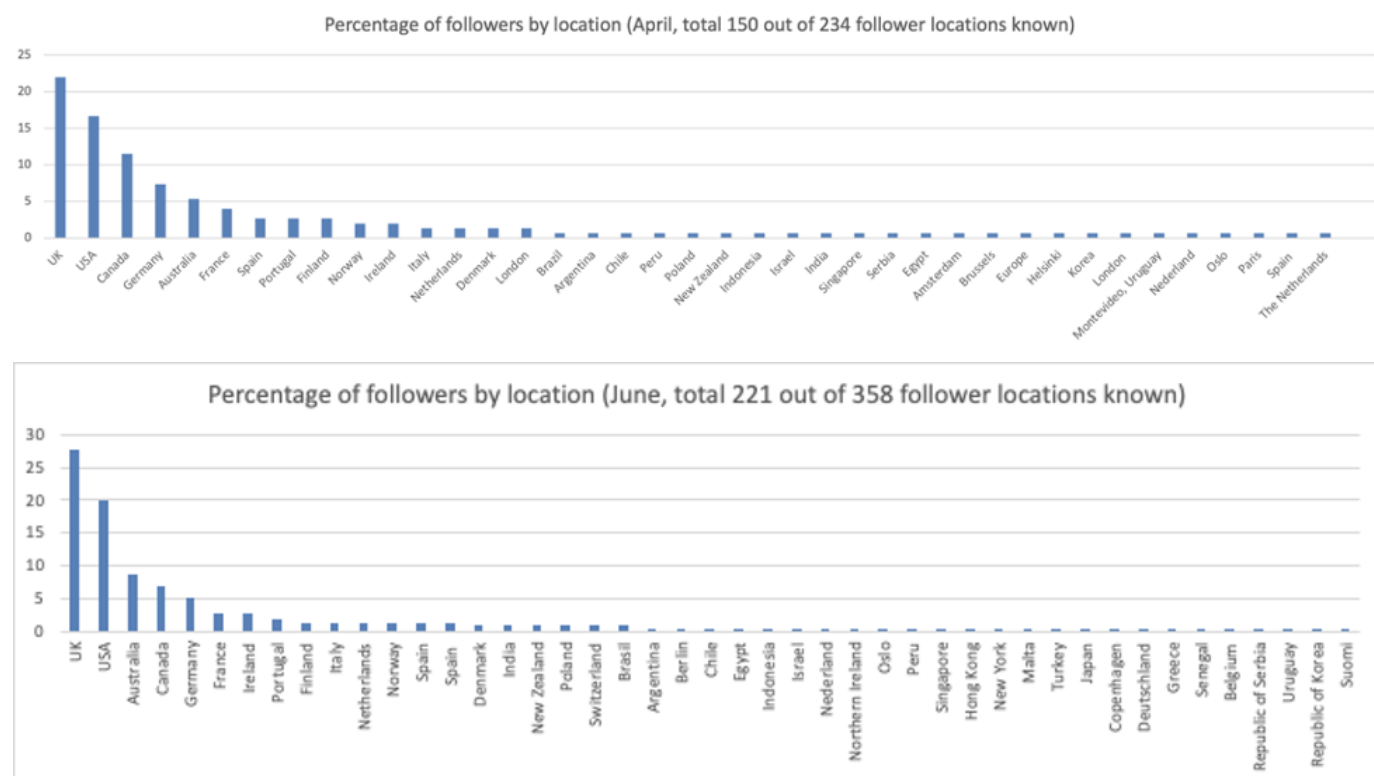 Percentage of followers by location (April, total 150 out of 234 follower locations known)
25
20
15
10
5
0
UK
USA
Canada
Germany
Australia
France
Spain
Portugal
Finland
Norway
Ireland
Italy
Netherlands
Denmark
London
Brazil
Argentina
Chile
Peru
Poland
New Zealand
Indonesia
Israel
India
Singapore
Serbia
Egypt
Amsterdam
Brussels
Europe
Helsinki
Korea
London
Montevideo, Uruguay
Nederland
Oslo
Paris
Spain
The Netherlands
Percentage of followers by location (June, total 221 out of 358 follower locations known)
30
25
20
15
10
5
0
UK
USA
Australia
Canada
Germany
France
Ireland
Portugal
Finland
Italy
Netherlands
Norway
Spain
Spain
Denmark
India
New Zealand
Poland
Switzerland
Brasil
Argentina
Berlin
Chile
Egypt
Indonesia
Israel
Nederland
Northern Ireland
Oslo
Peru
Singapore
Hong Kong
New York
Malta
Turkey
Japan
Copenhagen
Deutschland
Greece
Senegal
Belgium
Republic of Serbia
Uruguay
Republic of Korea
Suomi